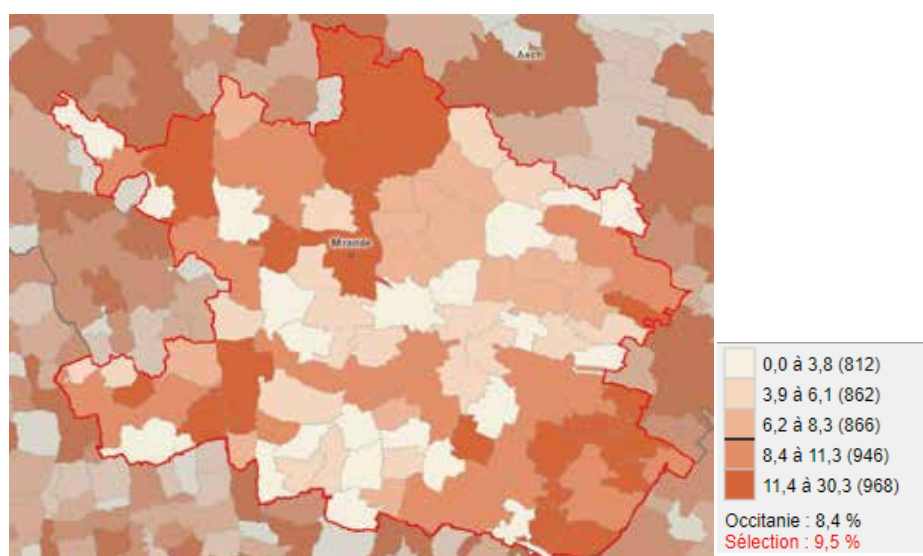 Auch
Mirande
0,0 à 3,8 (812)
3,9 à 6,1 (862)
6,2 à 8,3 (866)
8,4 à 11,3 (946)
11,4 à 30,3 (968)
Occitanie : 8,4 %
Sélection : 9,5 %